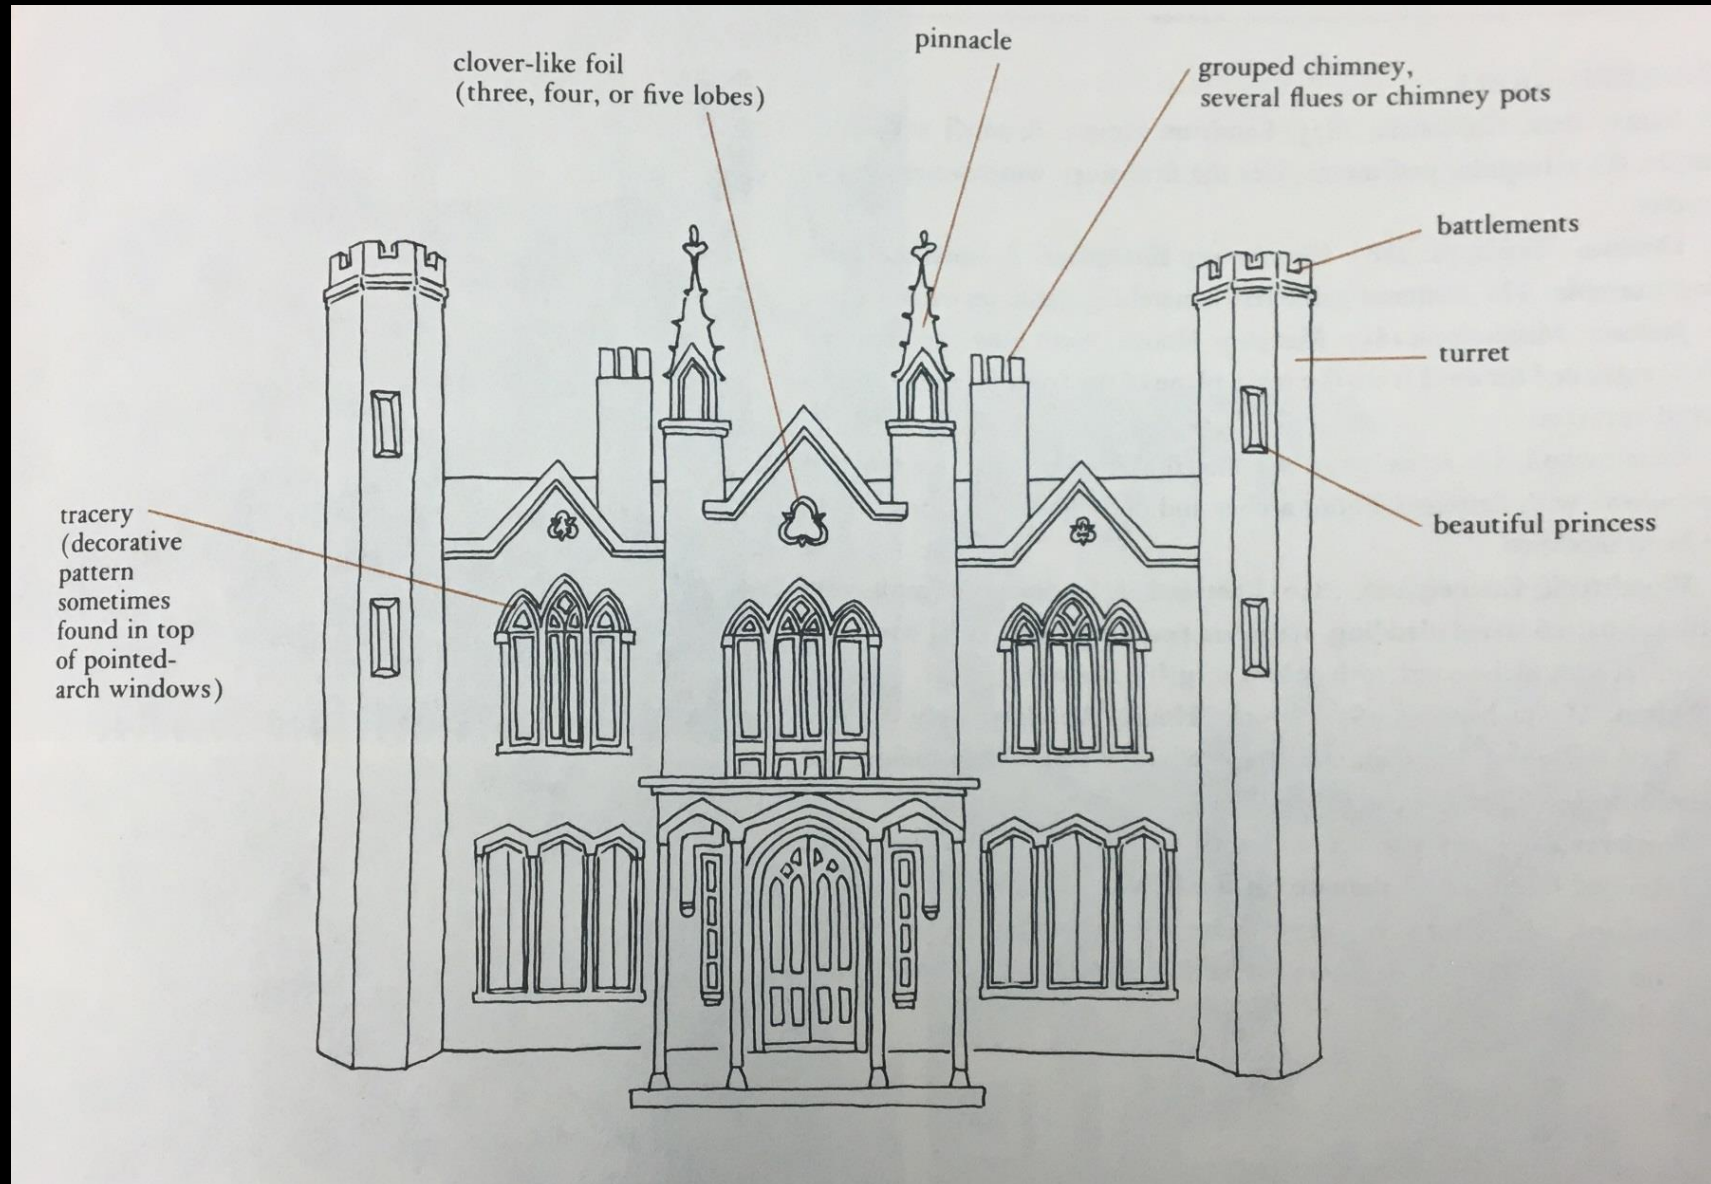 pinnacle
clover-like foil
(three, four, or five lobes)
grouped chimney,
several flues or chimney pots
battlements
turret
beautiful princess
tracery
(decorative
pattern
sometimes
found in top
of pointed-
arch windows)